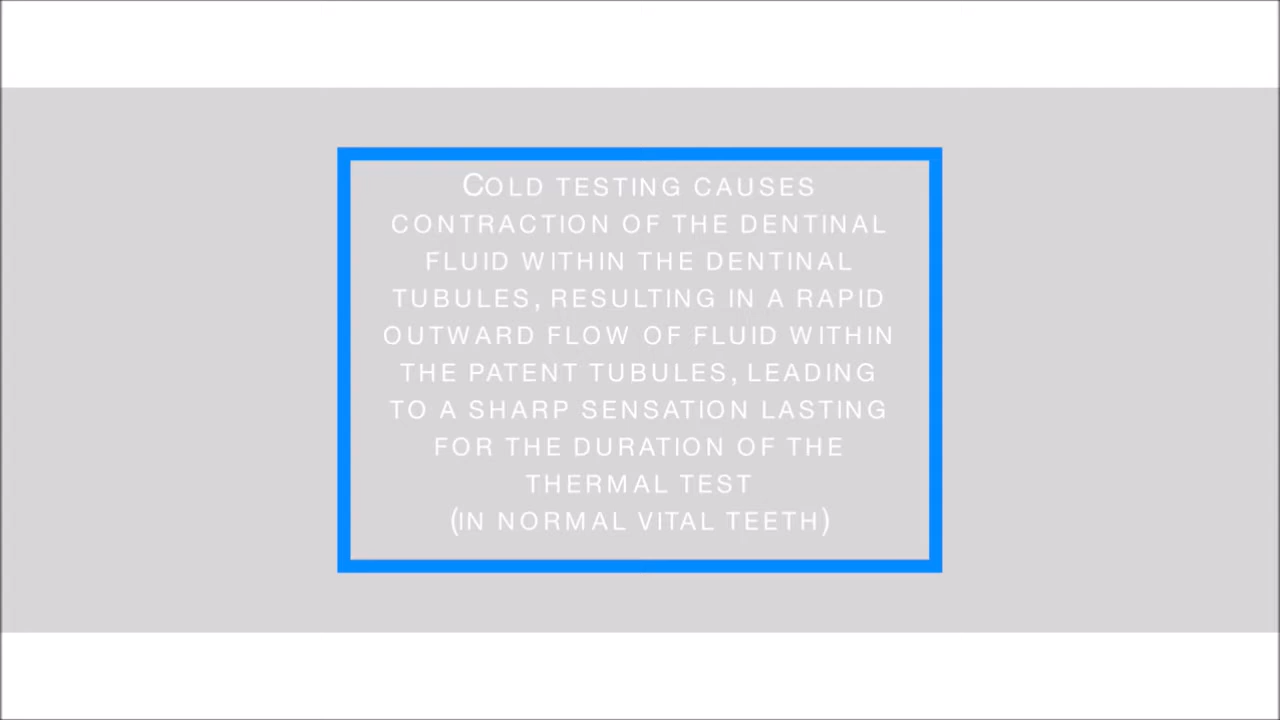 COLD TESTING CAUSES
CONTRACTION OF THE DENTINAL
FLUID WITHIN THE DENTINAL
TUBULES, RESULTING IN A RAPID
OUTWARD FLOW OF FLUID WITHIN
THE PATENT TUBULES, LEADING
TO A SHARP SENSATION LASTING
FOR THE DURATION OF THE
THERMAL TEST
(IN NORMAL VITAL TEETH)